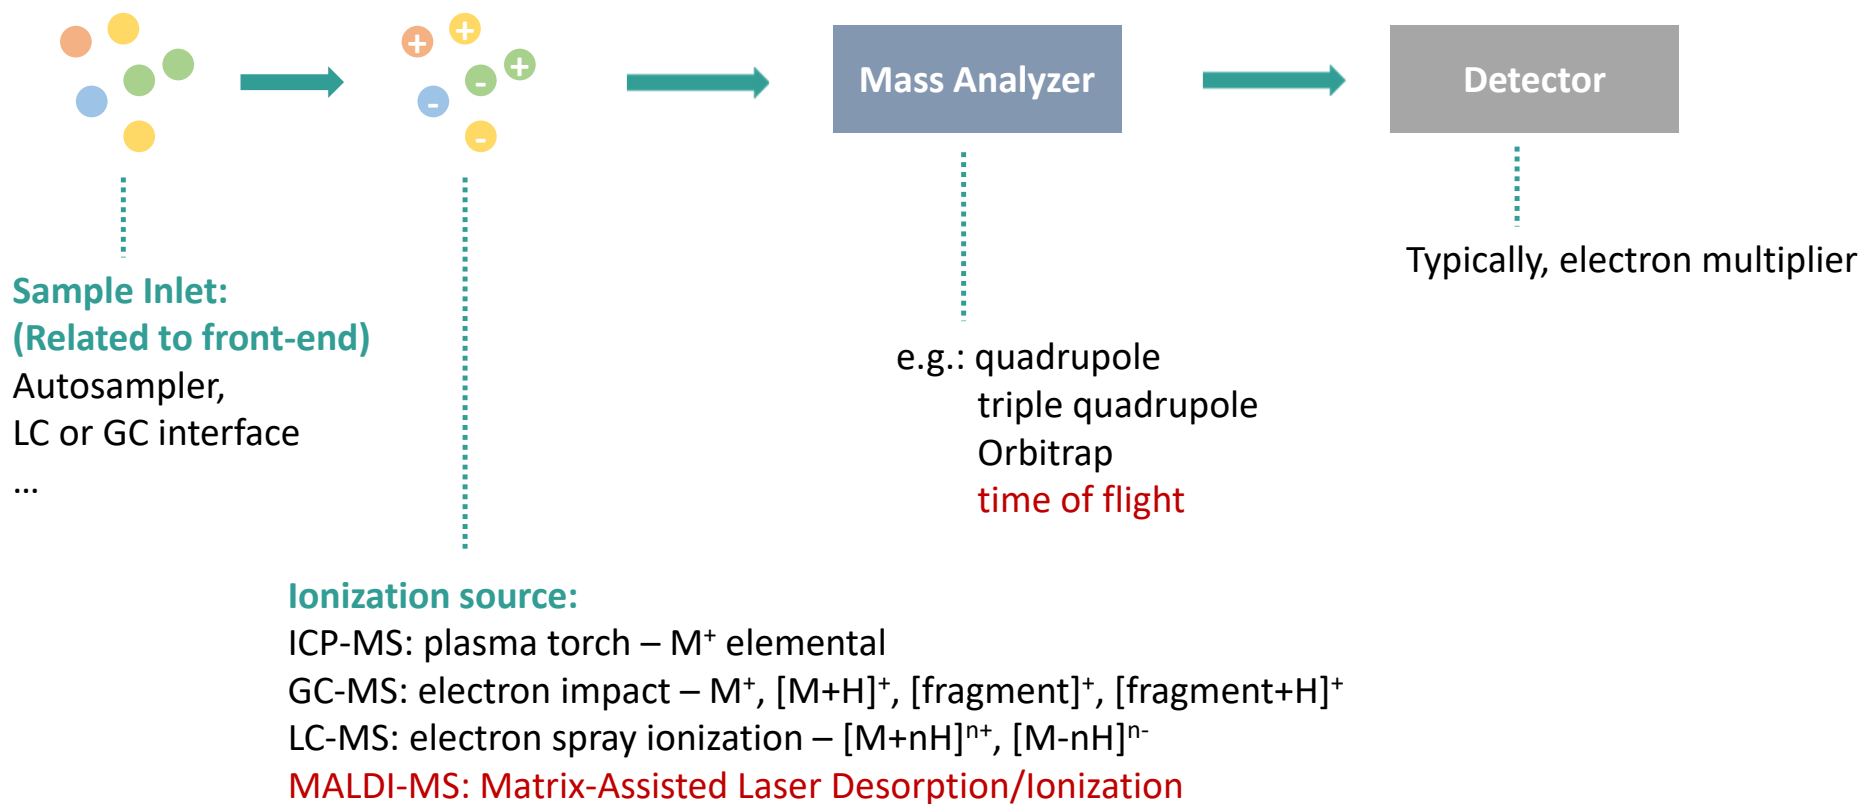 +
+
+
-
-
-
Mass Analyzer
Detector
Sample Inlet:
(Related to front-end)
Autosampler,
LC or GC interface
…
Typically, electron multiplier
e.g.: quadrupole
triple quadrupole
Orbitrap
time of flight
Ionization source:
ICP-MS: plasma torch – M⁺ elemental
GC-MS: electron impact – M⁺, [M+H]⁺, [fragment]⁺, [fragment+H]⁺
LC-MS: electron spray ionization – [M+nH]ⁿ⁺, [M-nH]ⁿ⁻
MALDI-MS: Matrix-Assisted Laser Desorption/Ionization